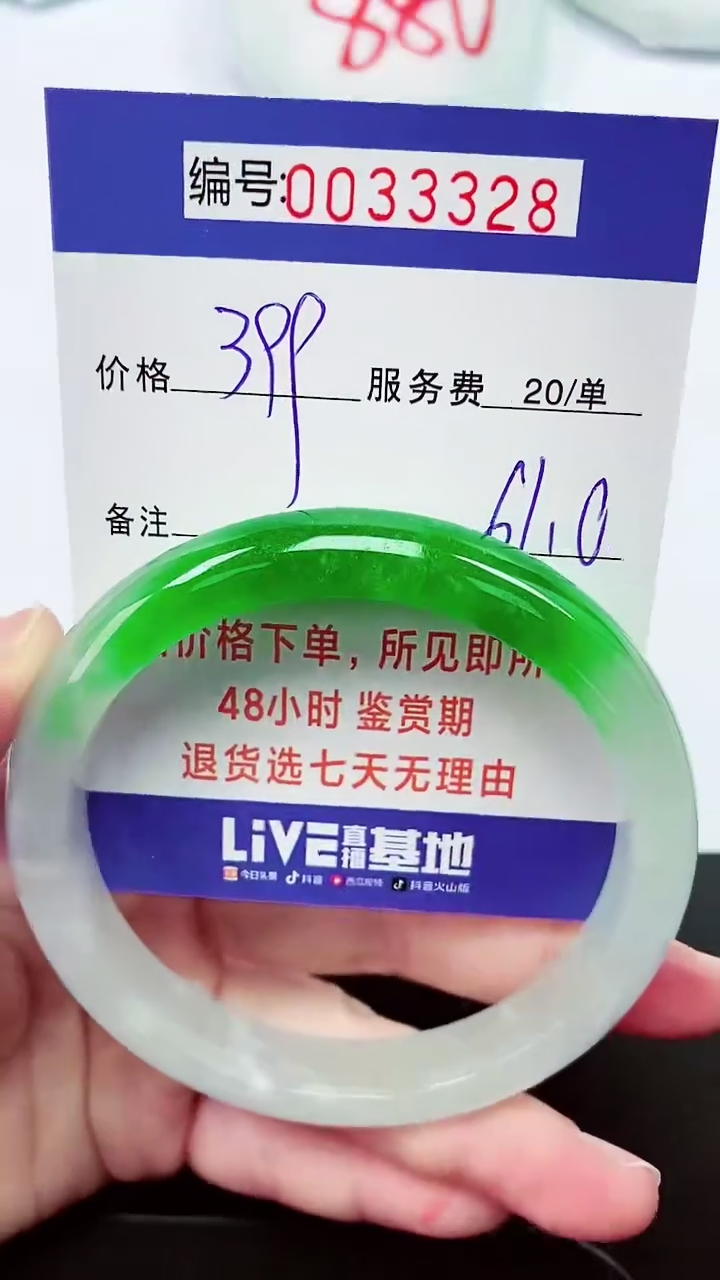 880
编号:0033328
价格 399 服务费 20/单
备注 61.0
价格下单，所见即所
48小时 鉴赏期
退货选七天无理由
LiVE直播基地
今日头条 抖音 西瓜视频 抖音火山版